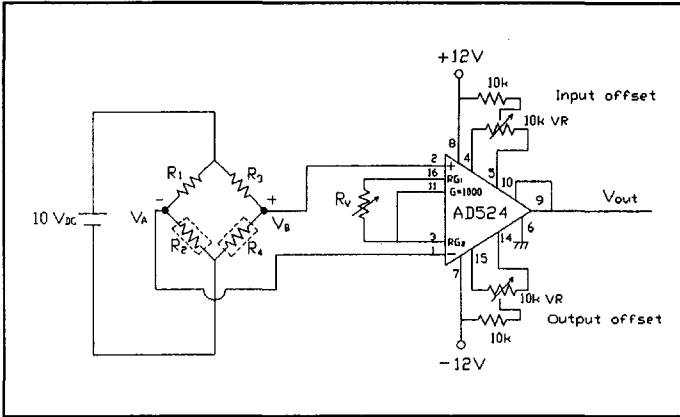 +12V
10k
Input offset
10k VR
8
4
5
10
2
+
16
RG₁
11
G=1000
AD524
9
Vout
6
14
3
RG₂
1
−
15
7
10k VR
Output offset
10k
−12V
10 VDC
R₁
R₃
−
VA
+
VB
R₂
R₄
Rv